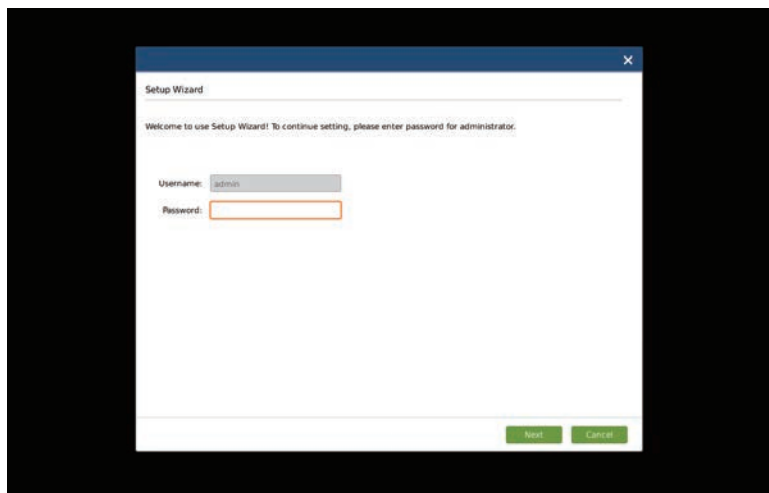 Setup Wizard
Welcome to use Setup Wizard! To continue setting, please enter password for administrator.
Username: admin
Password:
Next Cancel